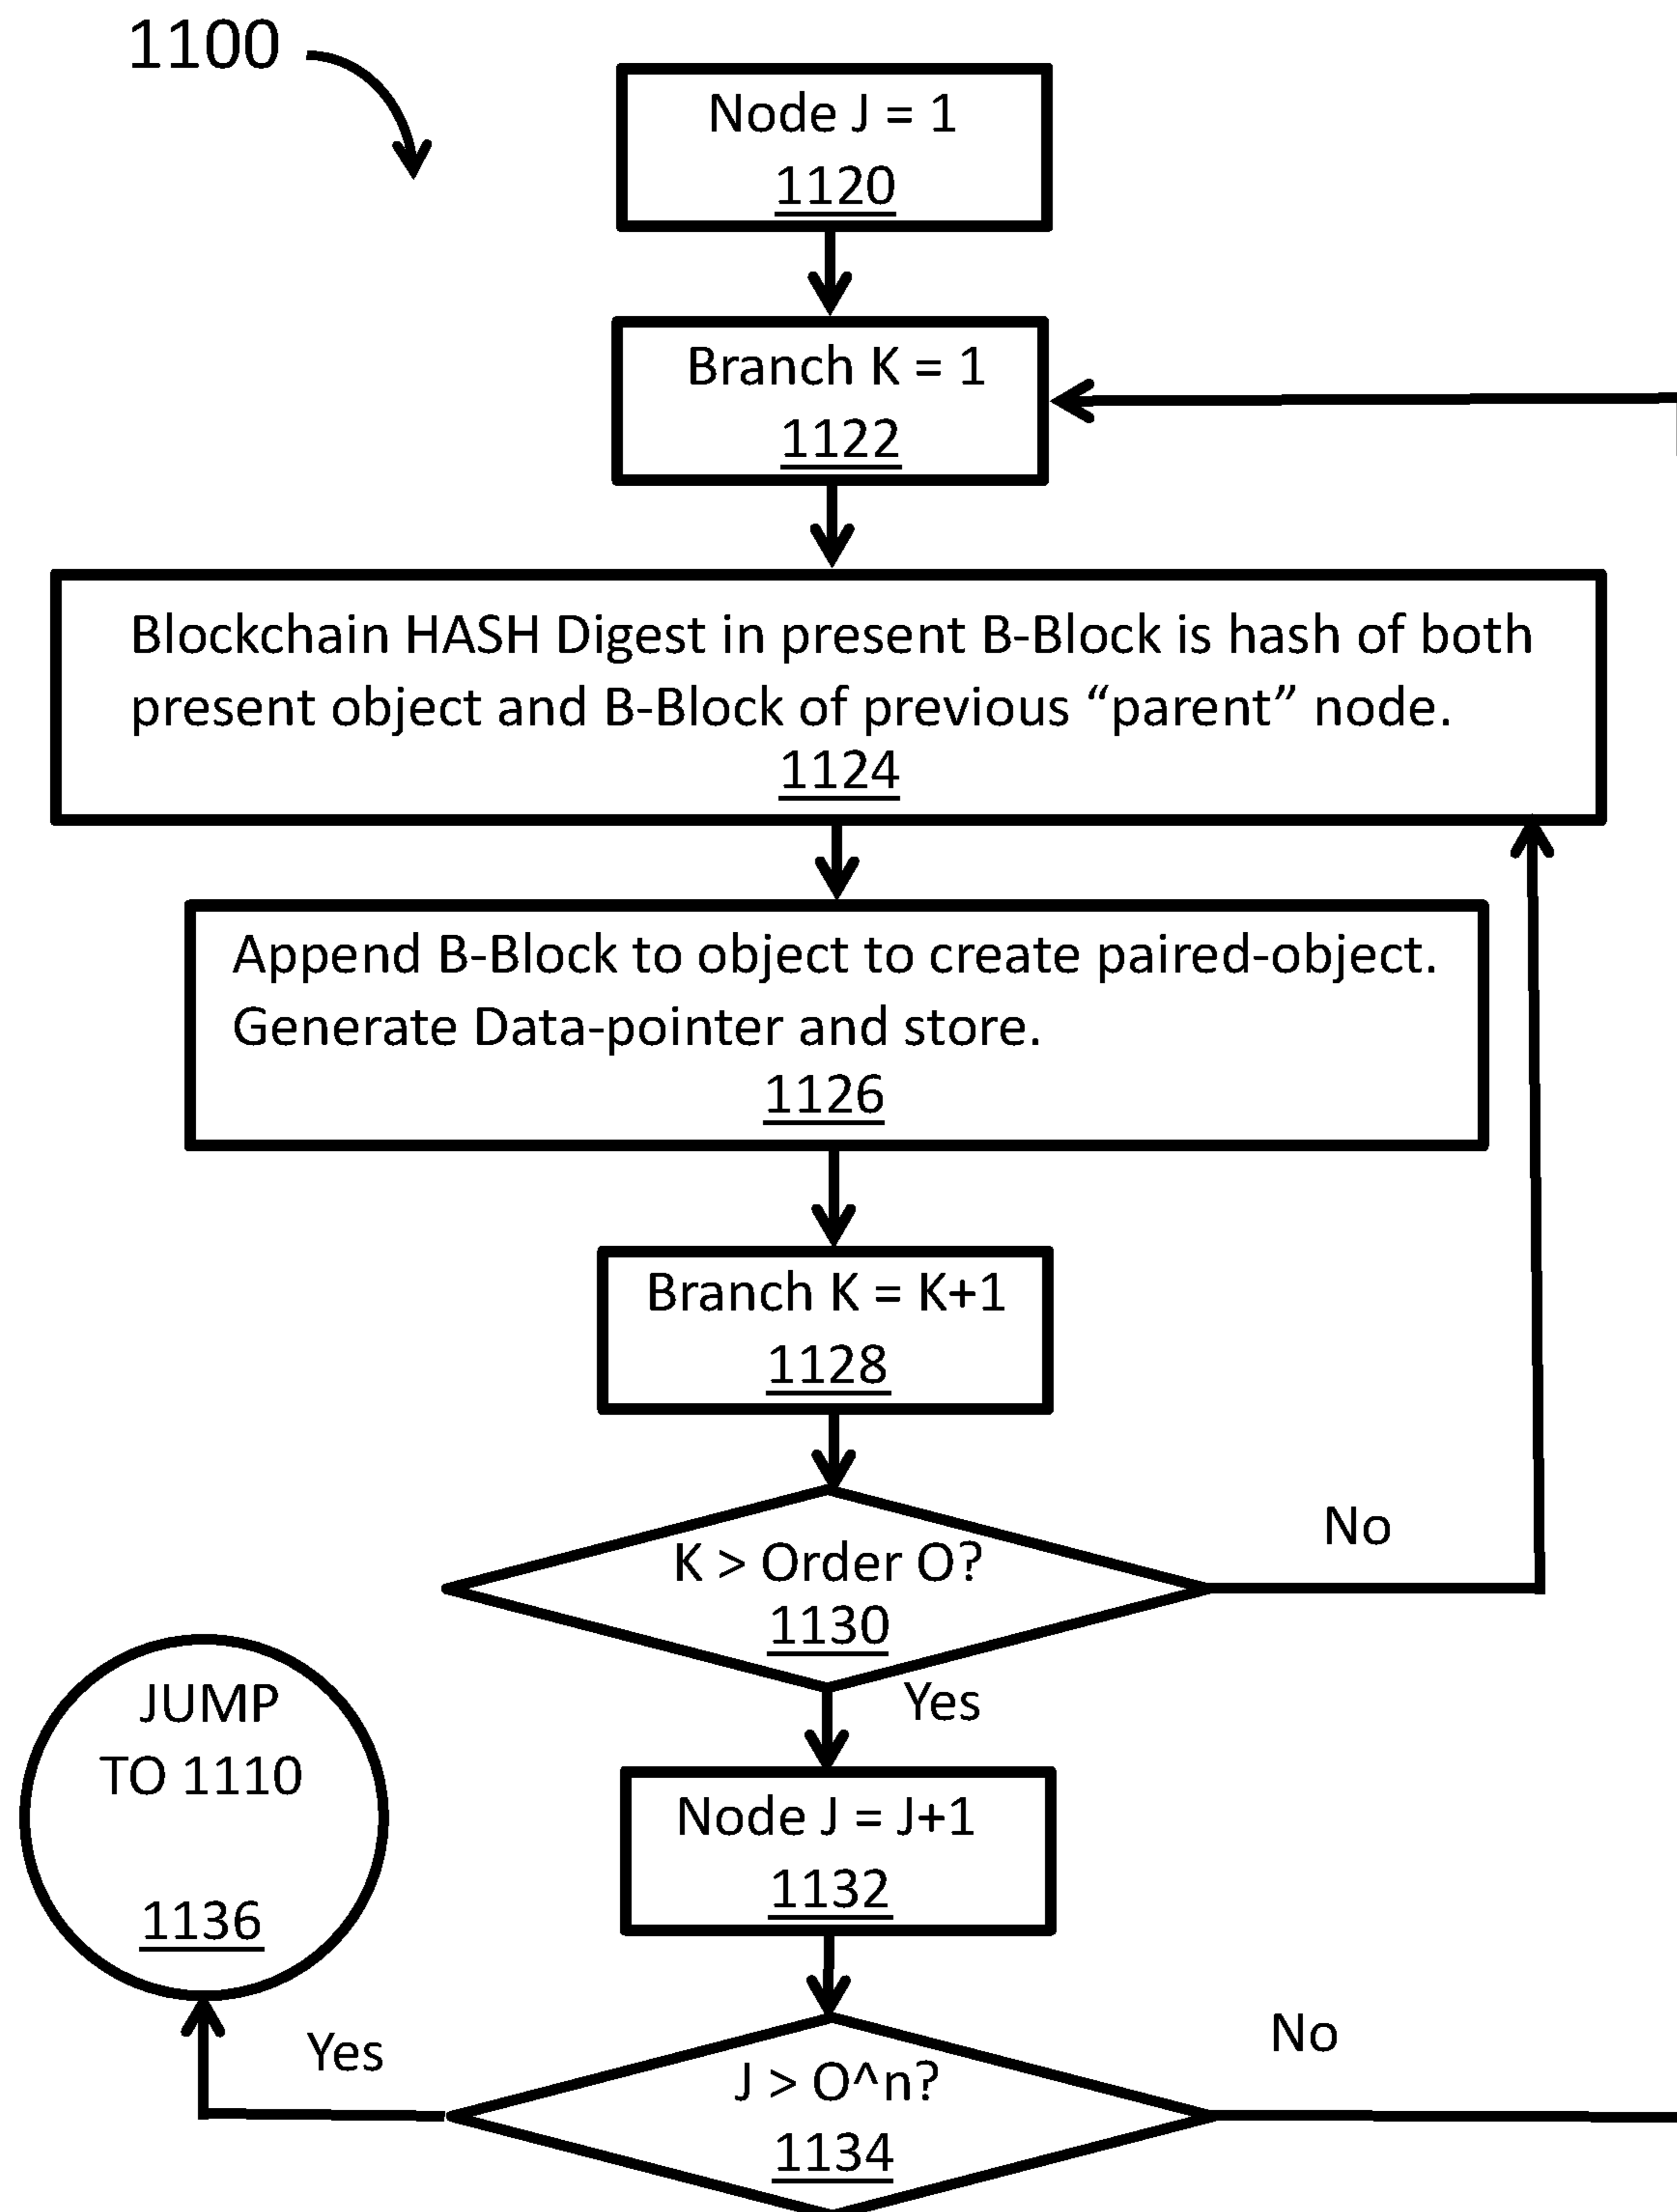 1100
Node J = 1
1120
Branch K = 1
1122
Blockchain HASH Digest in present B-Block is hash of both
present object and B-Block of previous “parent” node.
1124
Append B-Block to object to create paired-object.
Generate Data-pointer and store.
1126
Branch K = K+1
1128
K > Order O?
1130
No
Yes
JUMP
TO 1110
1136
Node J = J+1
1132
J > O^n?
1134
Yes
No